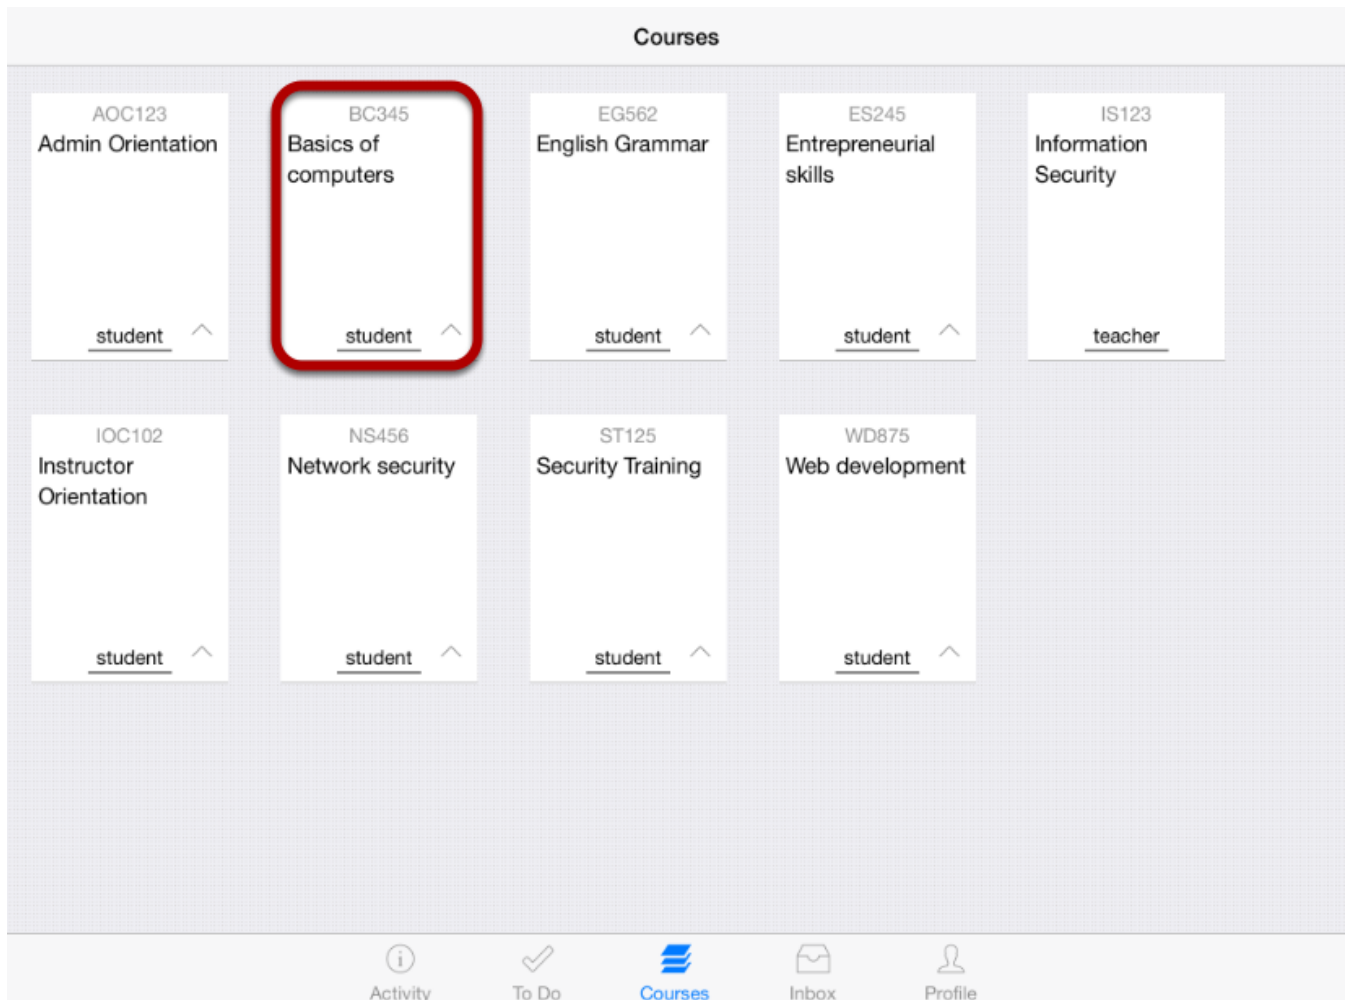 Courses
AOC123
Admin Orientation
student
BC345
Basics of
computers
student
EG562
English Grammar
student
ES245
Entrepreneurial
skills
student
IS123
Information
Security
teacher
IOC102
Instructor
Orientation
student
NS456
Network security
student
ST125
Security Training
student
WD875
Web development
student
Activity
To Do
Courses
Inbox
Profile